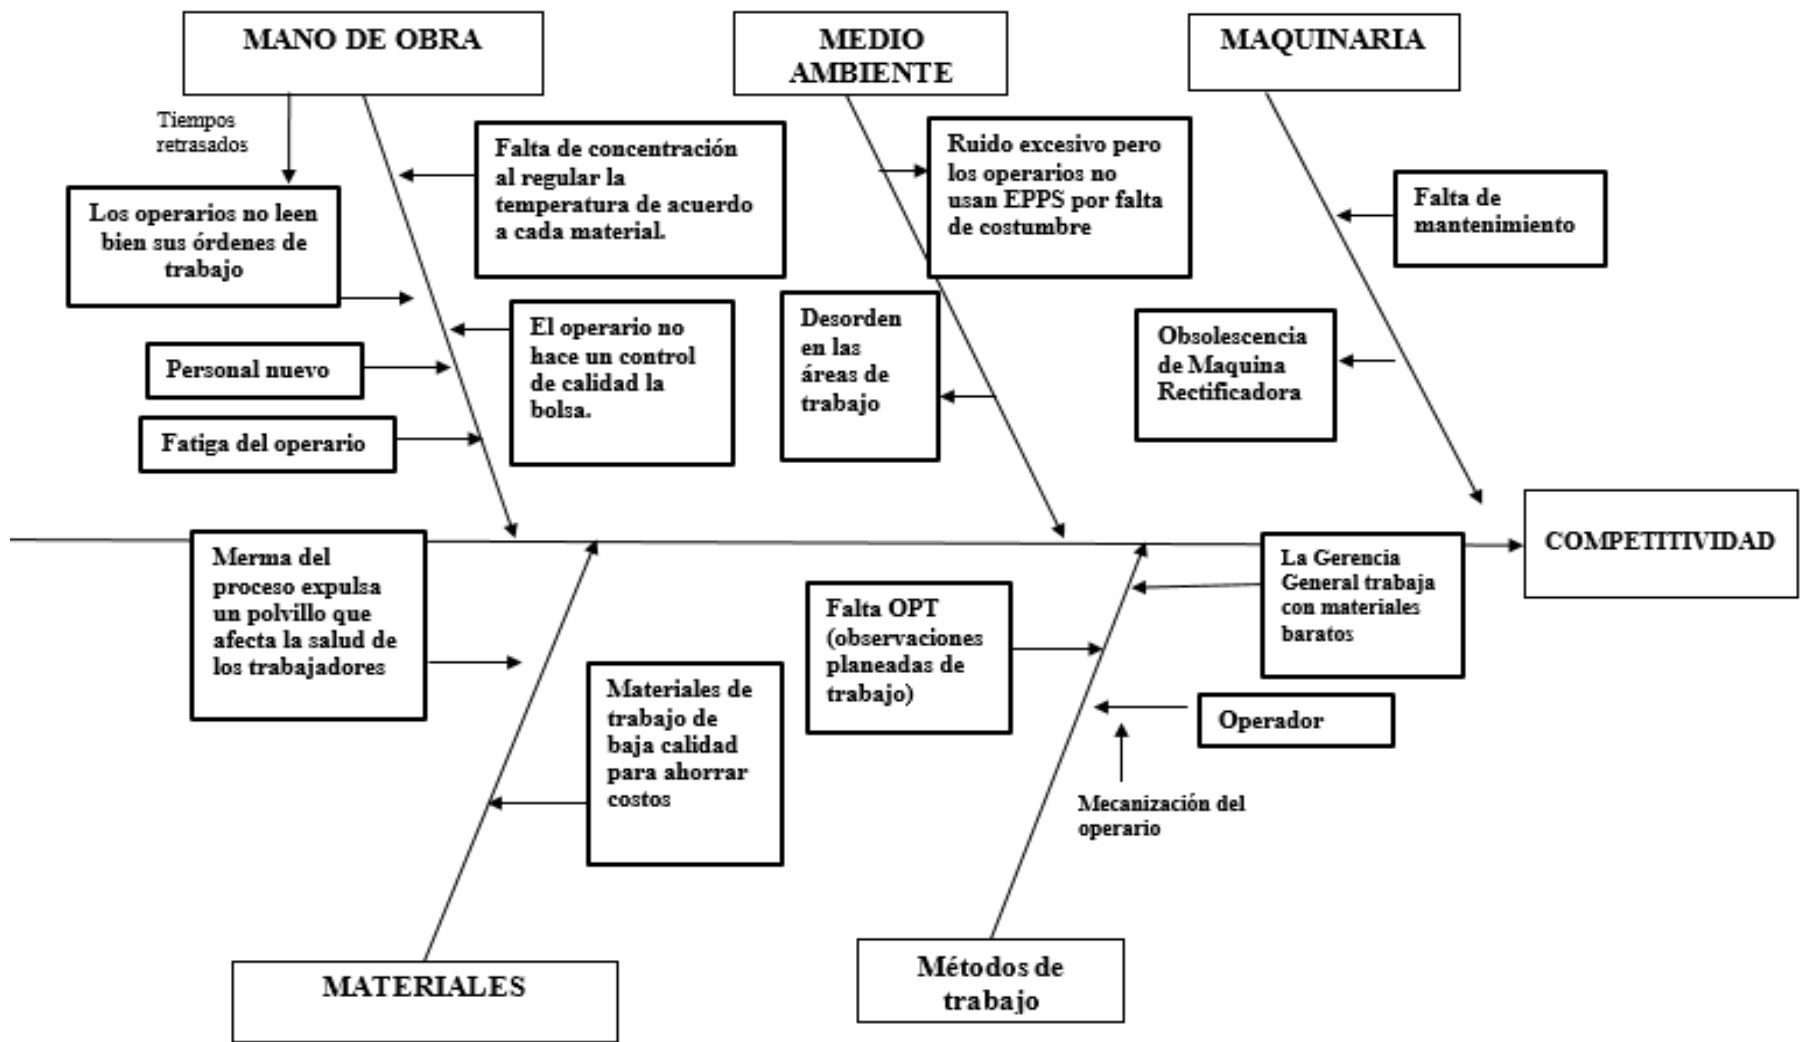 MANO DE OBRA
MEDIO
AMBIENTE
MAQUINARIA
Tiempos
retrasados
Los operarios no leen
bien sus órdenes de
trabajo
Falta de concentración
al regular la
temperatura de acuerdo
a cada material.
Personal nuevo
El operario no
hace un control
de calidad la
bolsa.
Fatiga del operario
Ruido excesivo pero
los operarios no
usan EPPS por falta
de costumbre
Desorden
en las
áreas de
trabajo
Falta de
mantenimiento
Obsolescencia
de Maquina
Rectificadora
COMPETITIVIDAD
Merma del
proceso expulsa
un polvillo que
afecta la salud de
los trabajadores
Materiales de
trabajo de
baja calidad
para ahorrar
costos
Falta OPT
(observaciones
planeadas de
trabajo)
La Gerencia
General trabaja
con materiales
baratos
Operador
Mecanización del
operario
MATERIALES
Métodos de
trabajo